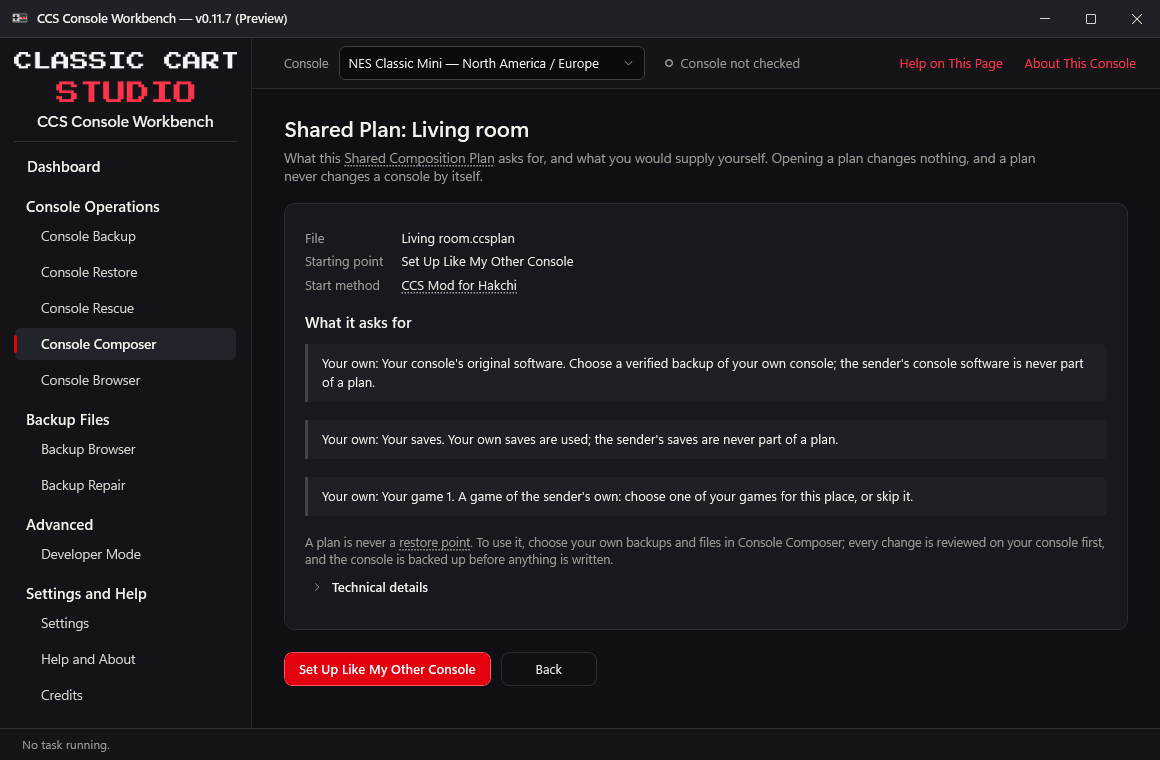 CCS Console Workbench — v0.11.7 (Preview)
CLASSIC CART
STUDIO
CCS Console Workbench
Dashboard
Console Operations
Console Backup
Console Restore
Console Rescue
Console Composer
Console Browser
Backup Files
Backup Browser
Backup Repair
Advanced
Developer Mode
Settings and Help
Settings
Help and About
Credits
Console
NES Classic Mini — North America / Europe
Console not checked
Help on This Page
About This Console
Shared Plan: Living room
What this Shared Composition Plan asks for, and what you would supply yourself. Opening a plan changes nothing, and a plan
never changes a console by itself.
File Living room.ccsplan
Starting point Set Up Like My Other Console
Start method CCS Mod for Hakchi
What it asks for
Your own: Your console's original software. Choose a verified backup of your own console; the sender's console software is never part
of a plan.
Your own: Your saves. Your own saves are used; the sender's saves are never part of a plan.
Your own: Your game 1. A game of the sender's own: choose one of your games for this place, or skip it.
A plan is never a restore point. To use it, choose your own backups and files in Console Composer; every change is reviewed on your console first,
and the console is backed up before anything is written.
Technical details
Set Up Like My Other Console
Back
No task running.